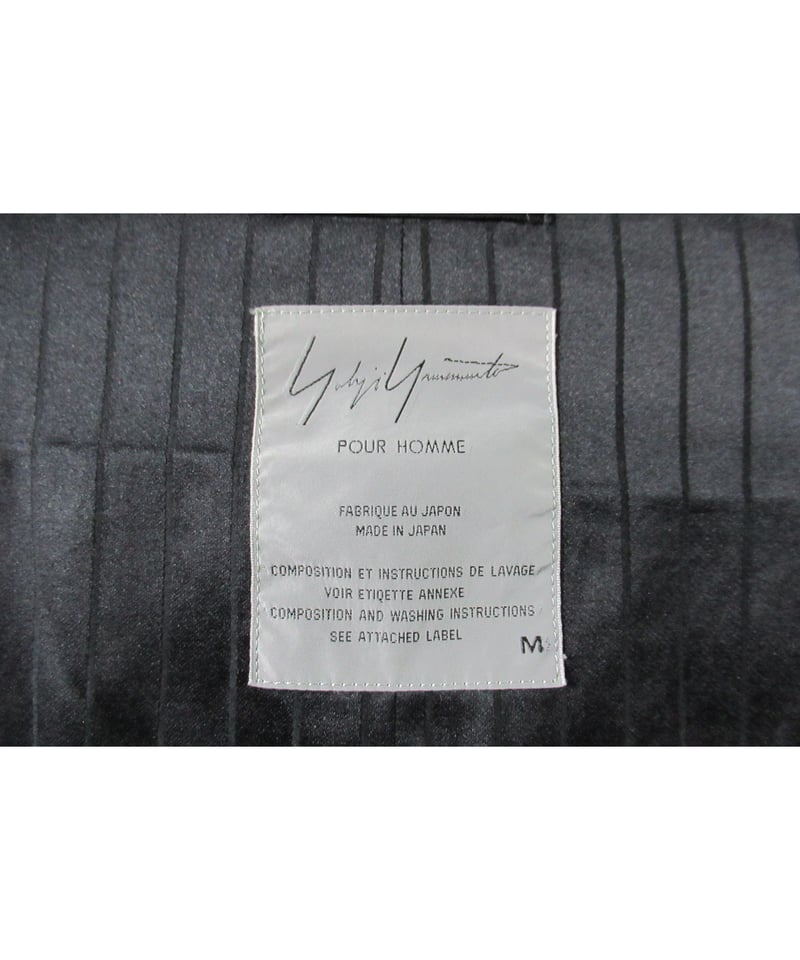 Yohji Yamamoto
POUR HOMME
FABRIQUE AU JAPON
MADE IN JAPAN
COMPOSITION ET INSTRUCTIONS DE LAVAGE
VOIR ETIQETTE ANNEXE
COMPOSITION AND WASHING INSTRUCTIONS
SEE ATTACHED LABEL
M